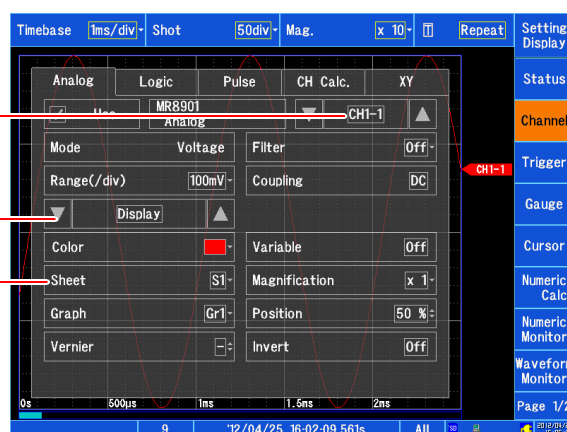 Timebase 1ms/div Shot 50div Mag. x 10 Repeat
Setting
Display
Status
Channel
Trigger
Gauge
Cursor
Numeric
Calc
Numeric
Monitor
Waveform
Monitor
Page 1/2
Analog Logic Pulse CH Calc. XY
MR8901
Analog
CH1-1
Mode Voltage Filter Off
Range(/div) 100mV Coupling DC
Display
Color Variable Off
Sheet S1 Magnification x 1
Graph Gr1 Position 50 %
Vernier - Invert Off
CH1-1
0s 500µs 1ms 1.5ms 2ms
9 '12/04/25 16:02:09.561s All